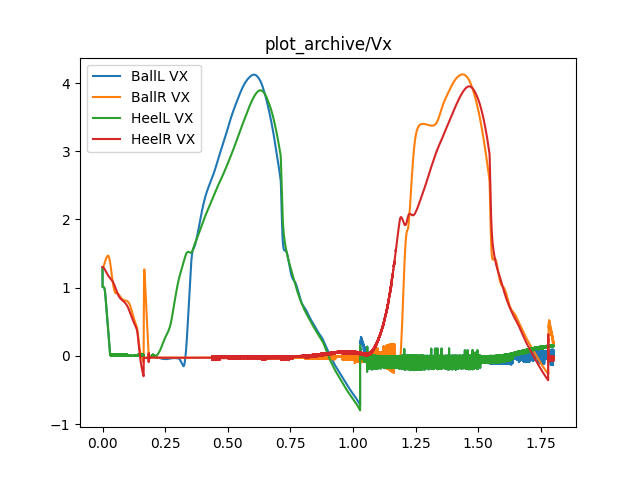 plot_archive/Vx
BallL VX
BallR VX
HeelL VX
HeelR VX
4
3
2
1
0
−1
0.00 0.25 0.50 0.75 1.00 1.25 1.50 1.75